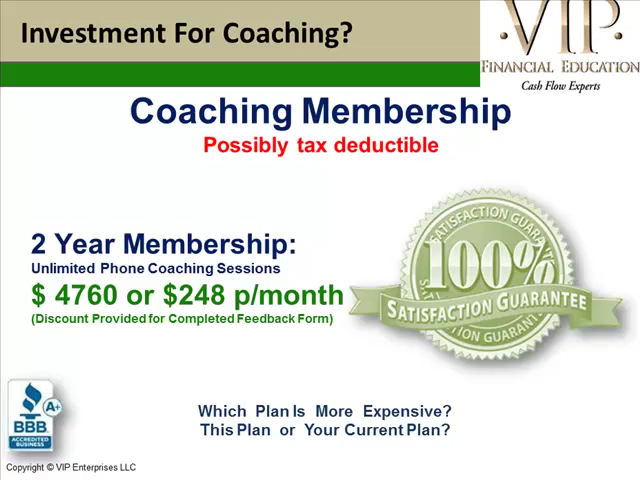 Investment For Coaching?
VIP
FINANCIAL EDUCATION
Cash Flow Experts
Coaching Membership
Possibly tax deductible
2 Year Membership:
Unlimited Phone Coaching Sessions
$ 4760 or $248 p/month
(Discount Provided for Completed Feedback Form)
SATISFACTION GUARANTEE
100%
SATISFACTION GUARANTEE
SATISFACTION GUARANTEE
A+
BBB
ACCREDITED
BUSINESS
Which Plan Is More Expensive?
This Plan or Your Current Plan?
Copyright © VIP Enterprises LLC